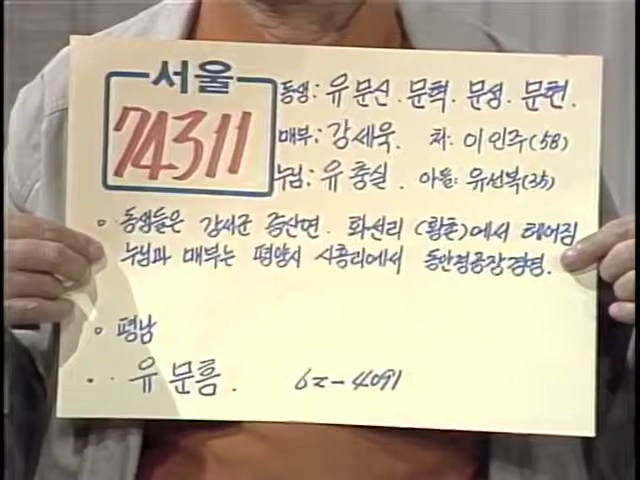 서울
74311
동생: 유문신. 문혁. 문성. 문현.
매부: 강세욱. 처: 이인주(58)
누님: 유충실. 아들: 유선복(35)
○ 동생들은 강서군 증산면. 화선리 (황촌)에서 헤어짐
누님과 매부는 평양시 시흥리에서 동안정공장경영.
○ 평남
· · 유문흠. 62-4091